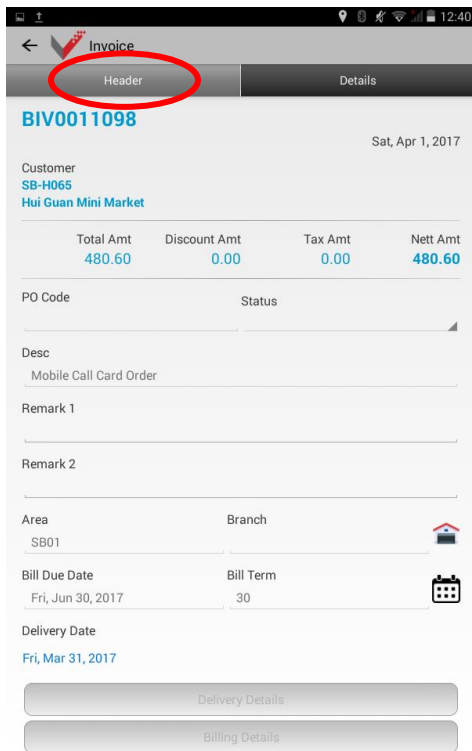 12:40
Invoice
Header Details
BIV0011098
Sat, Apr 1, 2017
Customer
SB-H065
Hui Guan Mini Market
Total Amt Discount Amt Tax Amt Nett Amt
480.60 0.00 0.00 480.60
PO Code Status
Desc
Mobile Call Card Order
Remark 1
Remark 2
Area Branch
SB01
Bill Due Date Bill Term
Fri, Jun 30, 2017 30
Delivery Date
Fri, Mar 31, 2017
Delivery Details
Billing Details